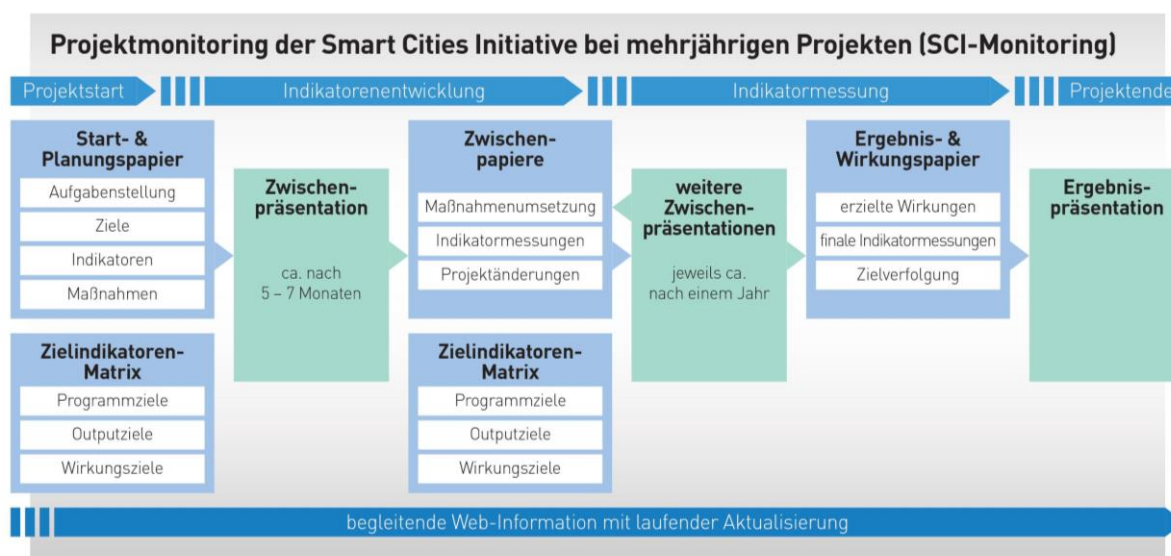 Projektmonitoring der Smart Cities Initiative bei mehrjährigen Projekten (SCI-Monitoring)
Projektstart
Indikatorenentwicklung
Indikatormessung
Projektende
Start- &
Planungspapier
Aufgabenstellung
Ziele
Indikatoren
Maßnahmen
Zielindikatoren-
Matrix
Programmziele
Outputziele
Wirkungsziele
Zwischen-
präsentation
ca. nach
5 – 7 Monaten
Zwischen-
papiere
Maßnahmenumsetzung
Indikatormessungen
Projektänderungen
Zielindikatoren-
Matrix
Programmziele
Outputziele
Wirkungsziele
weitere
Zwischen-
präsentationen
jeweils ca.
nach einem Jahr
Ergebnis- &
Wirkungspapier
erzielte Wirkungen
finale Indikatormessungen
Zielverfolgung
Ergebnis-
präsentation
begleitende Web-Information mit laufender Aktualisierung